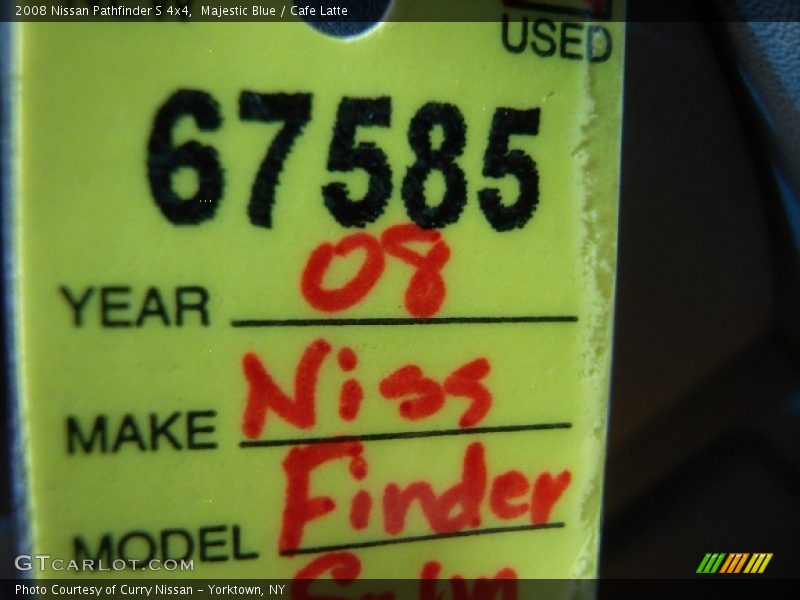 2008 Nissan Pathfinder S 4x4,  Majestic Blue / Cafe Latte
USED
67585
YEAR 08
MAKE Niss
MODEL Finder
GTCARLOT.COM
Photo Courtesy of Curry Nissan - Yorktown, NY